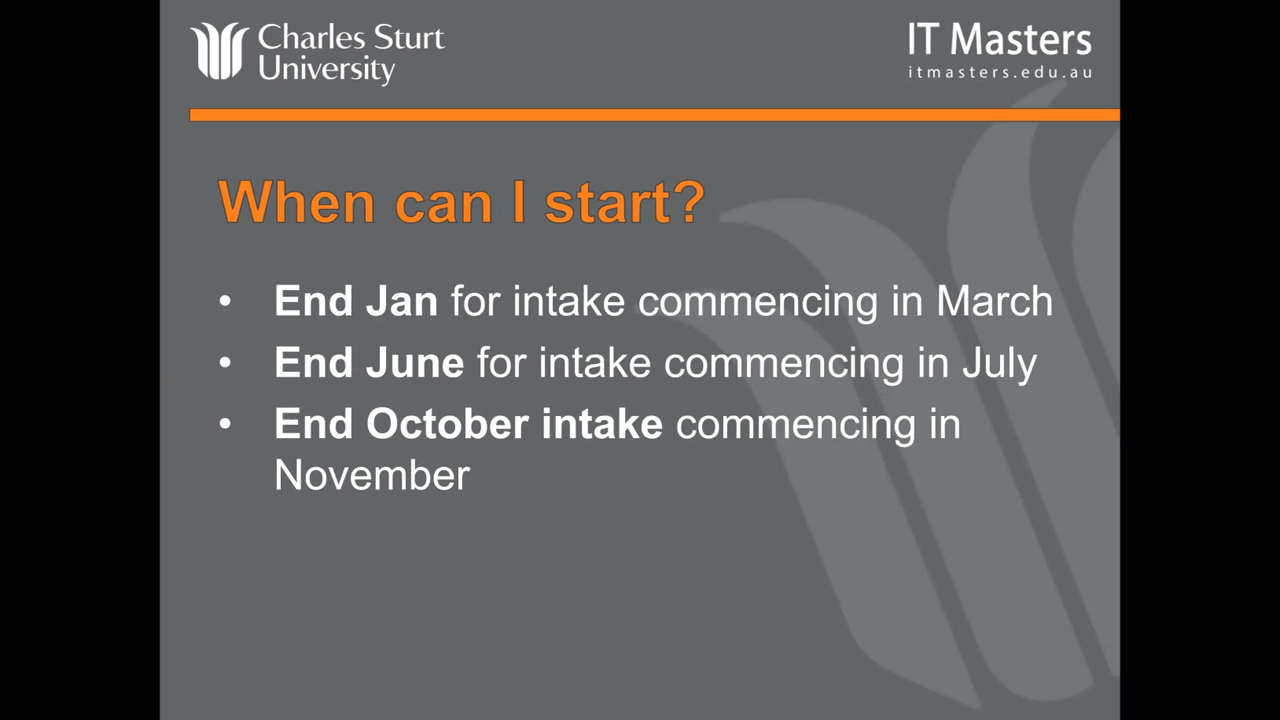 Charles Sturt
University
IT Masters
itmasters.edu.au
When can I start?
• End Jan for intake commencing in March
• End June for intake commencing in July
• End October intake commencing in
November